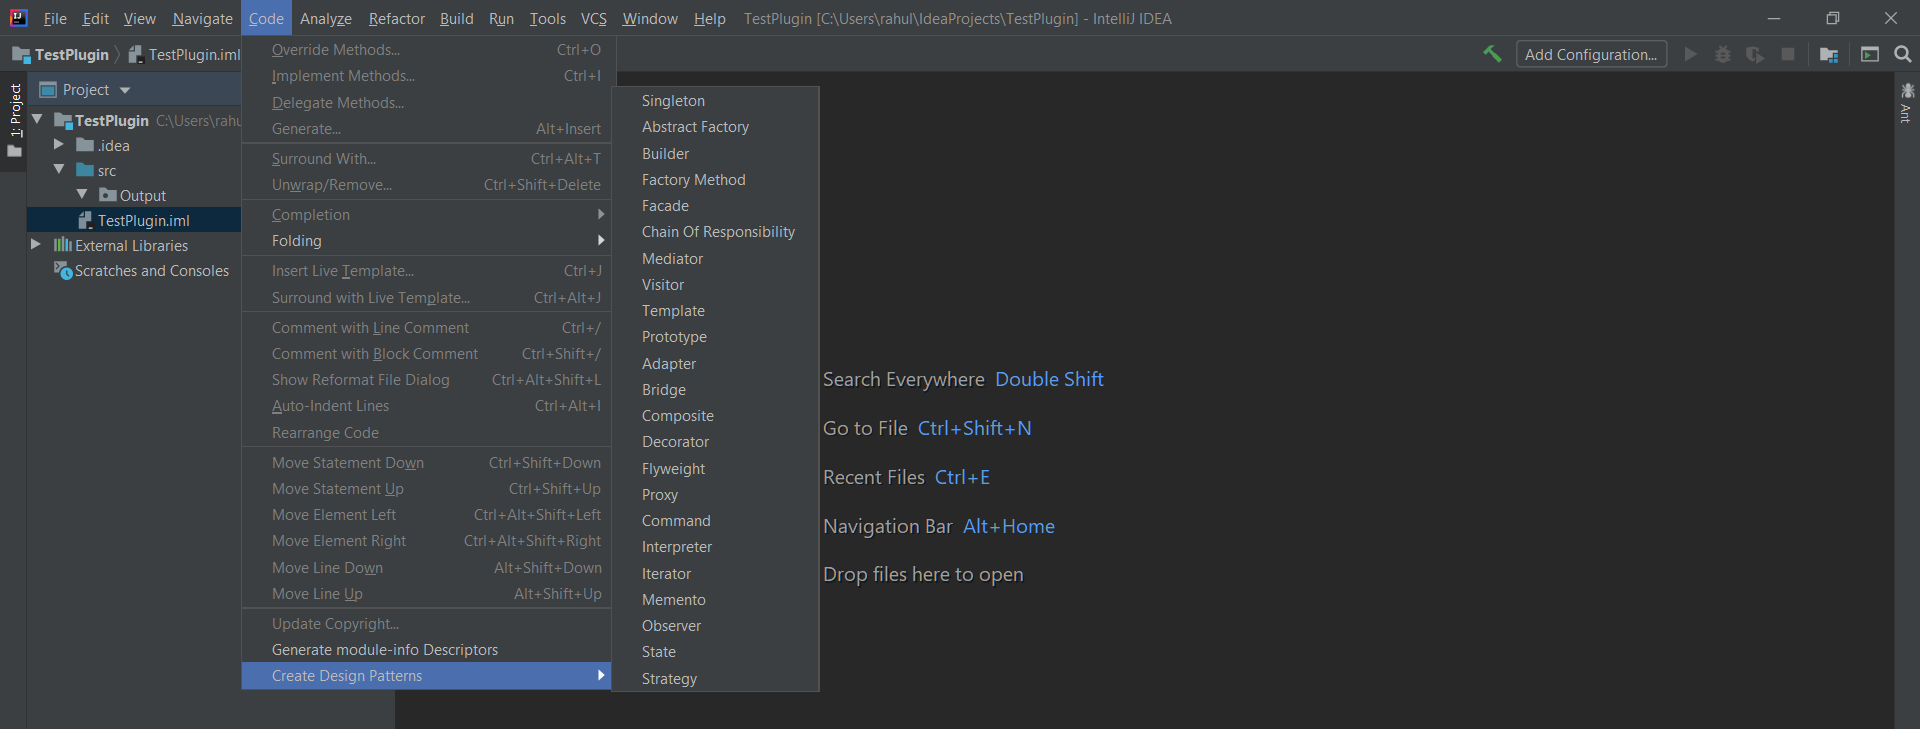 File Edit View Navigate Code Analyze Refactor Build Run Tools VCS Window Help TestPlugin [C:\Users\rahul\IdeaProjects\TestPlugin] - IntelliJ IDEA
TestPlugin TestPlugin.iml Add Configuration...
1: Project
Project
TestPlugin C:\Users\rahu
.idea
src
Output
TestPlugin.iml
External Libraries
Scratches and Consoles
Override Methods... Ctrl+O
Implement Methods... Ctrl+I
Delegate Methods...
Generate... Alt+Insert
Surround With... Ctrl+Alt+T
Unwrap/Remove... Ctrl+Shift+Delete
Completion
Folding
Insert Live Template... Ctrl+J
Surround with Live Template... Ctrl+Alt+J
Comment with Line Comment Ctrl+/
Comment with Block Comment Ctrl+Shift+/
Show Reformat File Dialog Ctrl+Alt+Shift+L
Auto-Indent Lines Ctrl+Alt+I
Rearrange Code
Move Statement Down Ctrl+Shift+Down
Move Statement Up Ctrl+Shift+Up
Move Element Left Ctrl+Alt+Shift+Left
Move Element Right Ctrl+Alt+Shift+Right
Move Line Down Alt+Shift+Down
Move Line Up Alt+Shift+Up
Update Copyright...
Generate module-info Descriptors
Create Design Patterns
Singleton
Abstract Factory
Builder
Factory Method
Facade
Chain Of Responsibility
Mediator
Visitor
Template
Prototype
Adapter
Bridge
Composite
Decorator
Flyweight
Proxy
Command
Interpreter
Iterator
Memento
Observer
State
Strategy
Search Everywhere Double Shift
Go to File Ctrl+Shift+N
Recent Files Ctrl+E
Navigation Bar Alt+Home
Drop files here to open
Ant